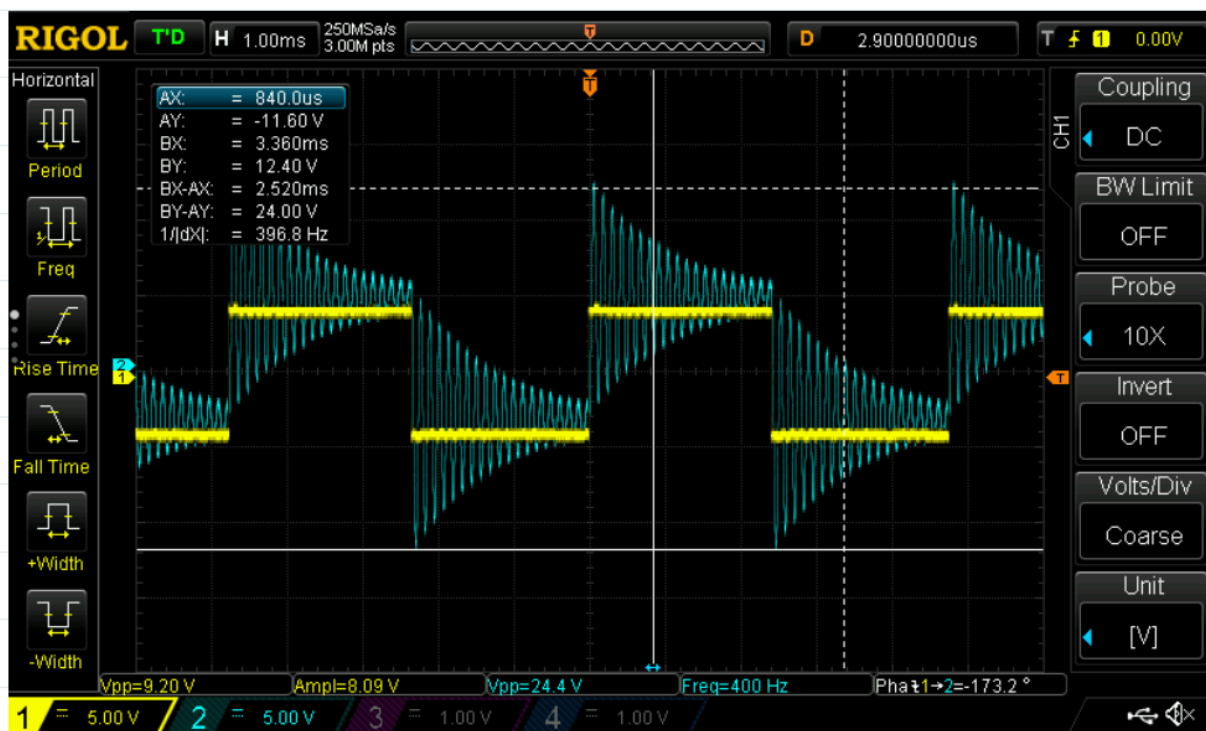 RIGOL T'D H 1.00ms 250MSa/s 3.00M pts T D 2.90000000us T 1 0.00V
Horizontal
Period
Freq
Rise Time
Fall Time
+Width
-Width
AX: = 840.0us
AY: = -11.60 V
BX: = 3.360ms
BY: = 12.40 V
BX-AX: = 2.520ms
BY-AY: = 24.00 V
1/|dX|: = 396.8 Hz
T
2
1
T
CH1
Coupling
DC
BW Limit
OFF
Probe
10X
Invert
OFF
Volts/Div
Coarse
Unit
[V]
Vpp=9.20 V Ampl=8.09 V Vpp=24.4 V Freq=400 Hz Pha1→2=-173.2 °
1 = 5.00 V 2 = 5.00 V 3 = 1.00 V 4 = 1.00 V